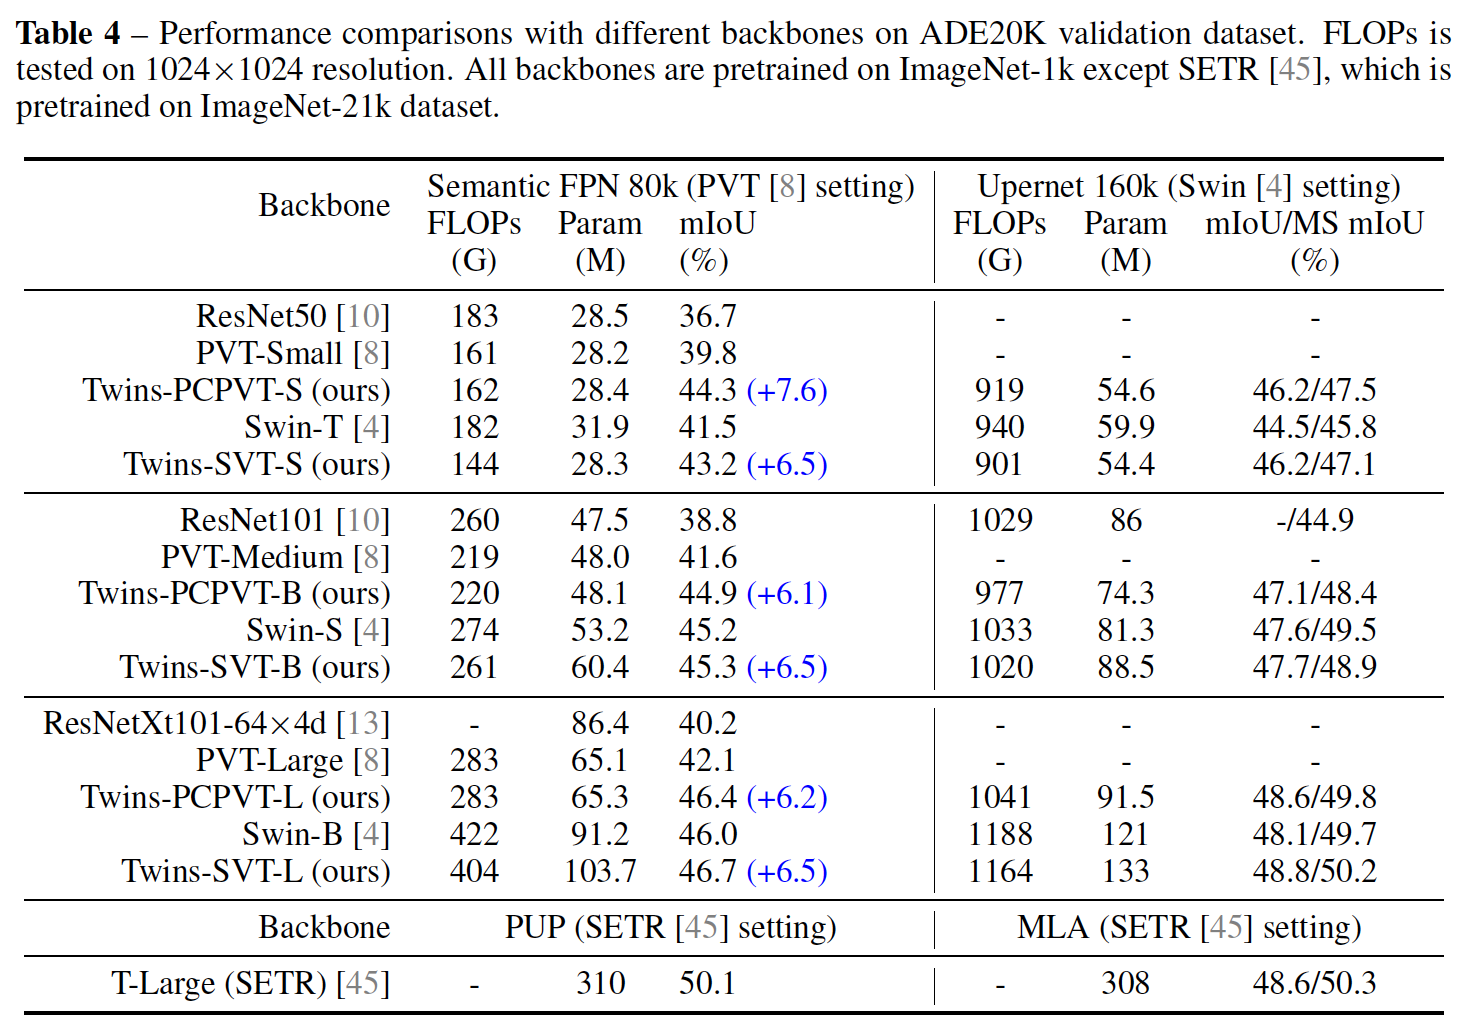 Table 4 – Performance comparisons with different backbones on ADE20K validation dataset. FLOPs is
tested on 1024×1024 resolution. All backbones are pretrained on ImageNet-1k except SETR [45], which is
pretrained on ImageNet-21k dataset.
Backbone Semantic FPN 80k (PVT [8] setting) Upernet 160k (Swin [4] setting)
FLOPs Param mIoU FLOPs Param mIoU/MS mIoU
(G) (M) (%) (G) (M) (%)
ResNet50 [10] 183 28.5 36.7 - - -
PVT-Small [8] 161 28.2 39.8 - - -
Twins-PCPVT-S (ours) 162 28.4 44.3 (+7.6) 919 54.6 46.2/47.5
Swin-T [4] 182 31.9 41.5 940 59.9 44.5/45.8
Twins-SVT-S (ours) 144 28.3 43.2 (+6.5) 901 54.4 46.2/47.1
ResNet101 [10] 260 47.5 38.8 1029 86 -/44.9
PVT-Medium [8] 219 48.0 41.6 - - -
Twins-PCPVT-B (ours) 220 48.1 44.9 (+6.1) 977 74.3 47.1/48.4
Swin-S [4] 274 53.2 45.2 1033 81.3 47.6/49.5
Twins-SVT-B (ours) 261 60.4 45.3 (+6.5) 1020 88.5 47.7/48.9
ResNetXt101-64×4d [13] - 86.4 40.2 - - -
PVT-Large [8] 283 65.1 42.1 - - -
Twins-PCPVT-L (ours) 283 65.3 46.4 (+6.2) 1041 91.5 48.6/49.8
Swin-B [4] 422 91.2 46.0 1188 121 48.1/49.7
Twins-SVT-L (ours) 404 103.7 46.7 (+6.5) 1164 133 48.8/50.2
Backbone PUP (SETR [45] setting) MLA (SETR [45] setting)
T-Large (SETR) [45] - 310 50.1 - 308 48.6/50.3